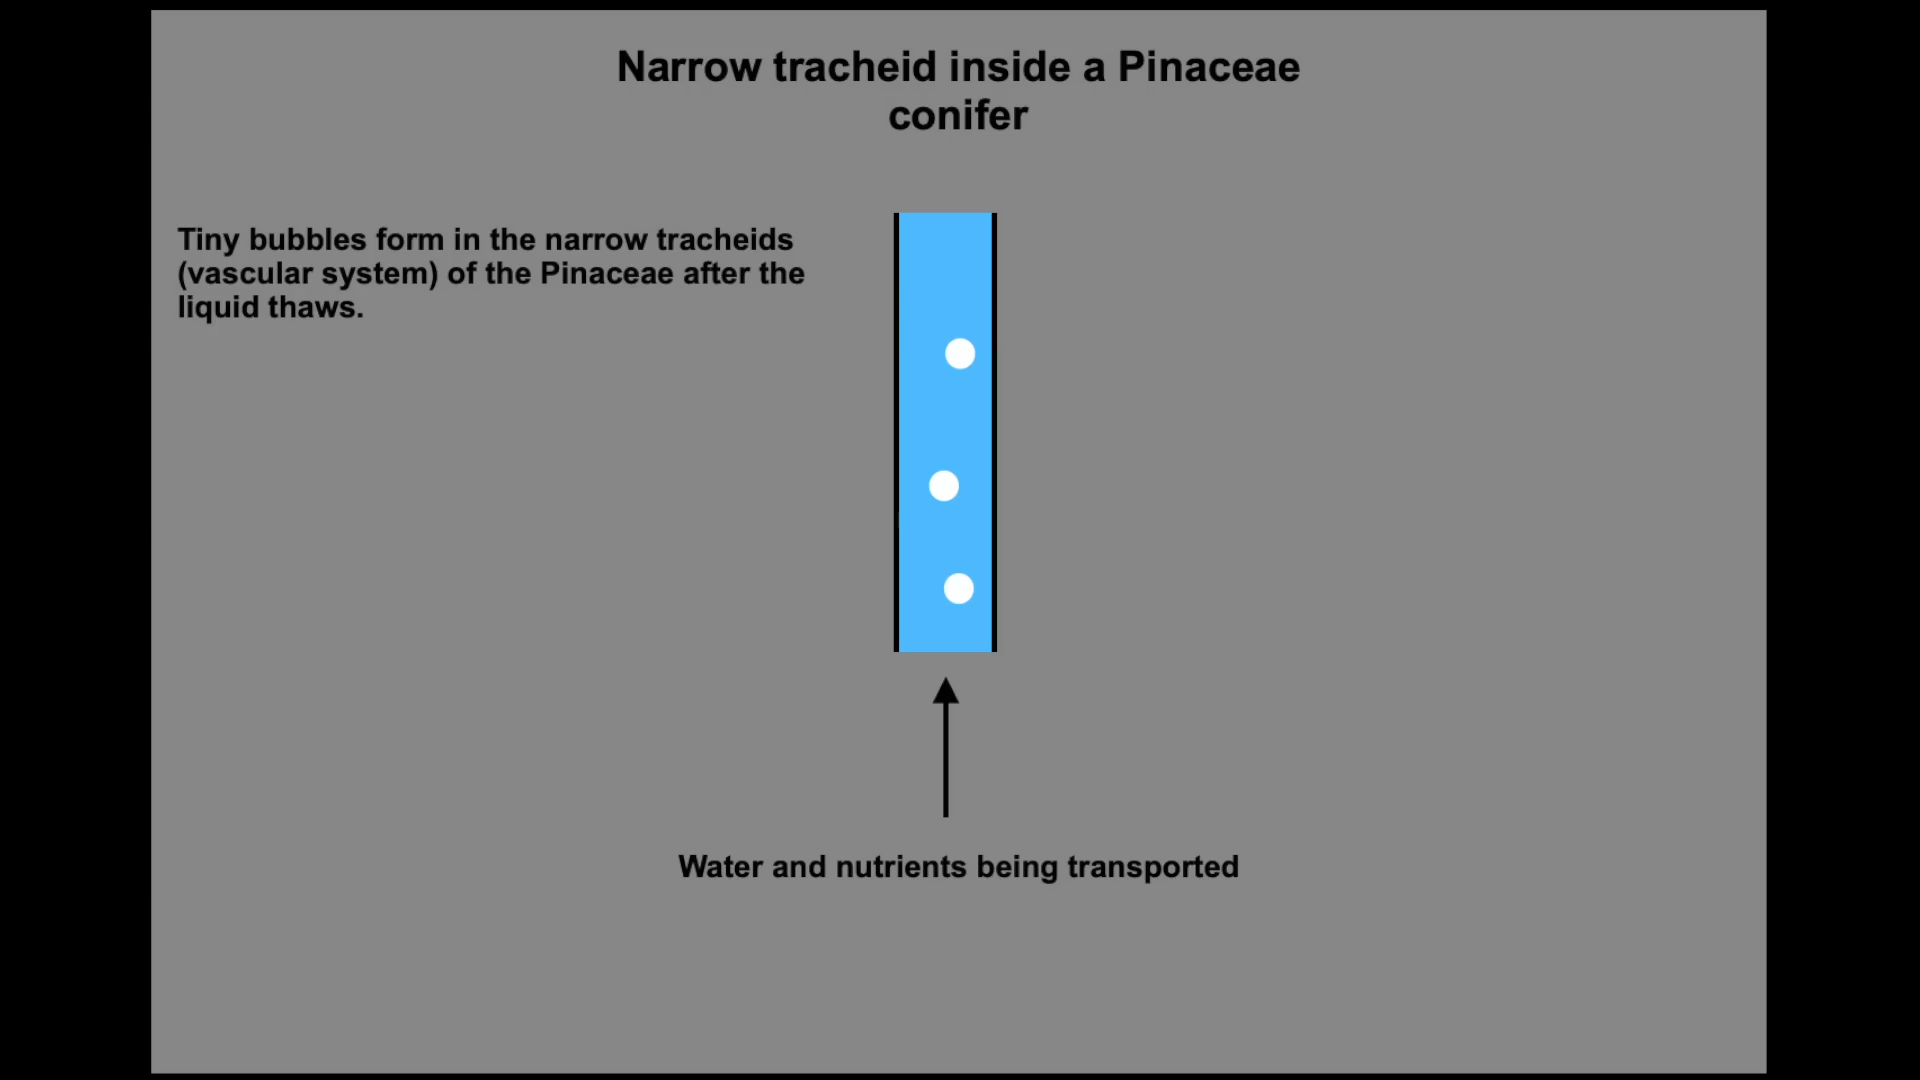 Narrow tracheid inside a Pinaceae
conifer
Tiny bubbles form in the narrow tracheids
(vascular system) of the Pinaceae after the
liquid thaws.
Water and nutrients being transported